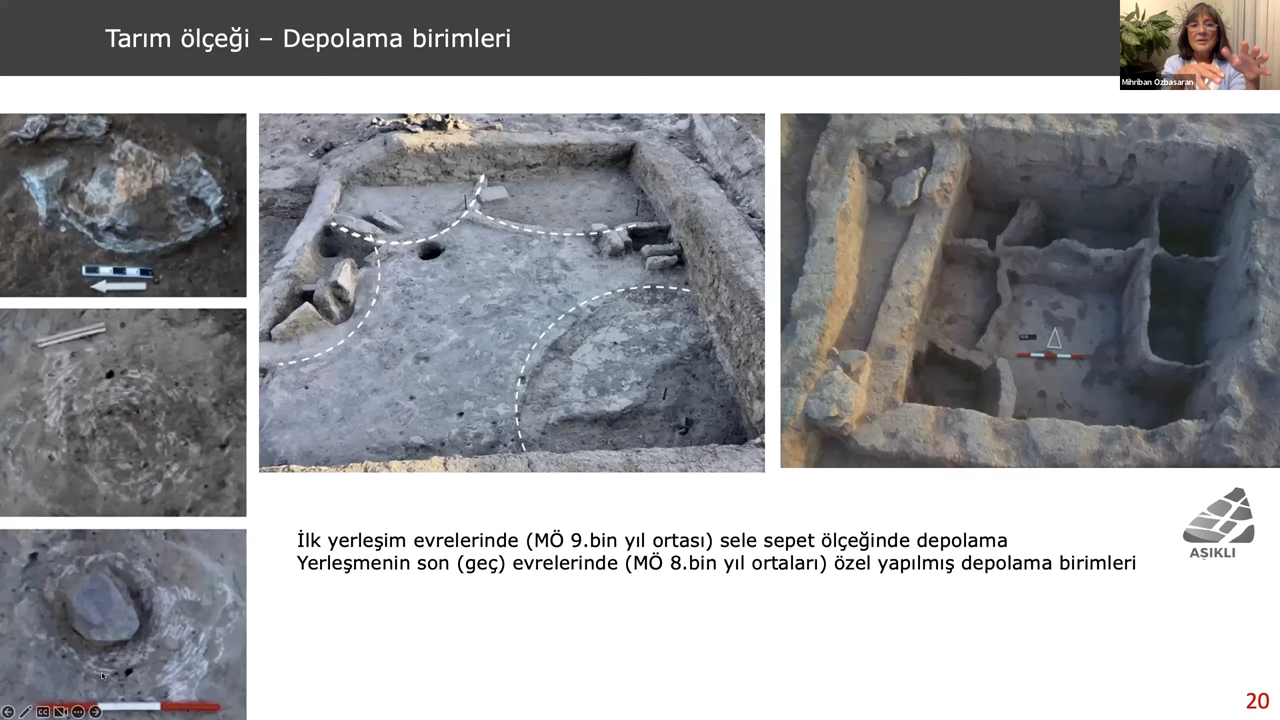 Tarım ölçeği – Depolama birimleri
Mihriban Ozbasaran
AŞIKLI
İlk yerleşim evrelerinde (MÖ 9.bin yıl ortası) sele sepet ölçeğinde depolama
Yerleşmenin son (geç) evrelerinde (MÖ 8.bin yıl ortaları) özel yapılmış depolama birimleri
20